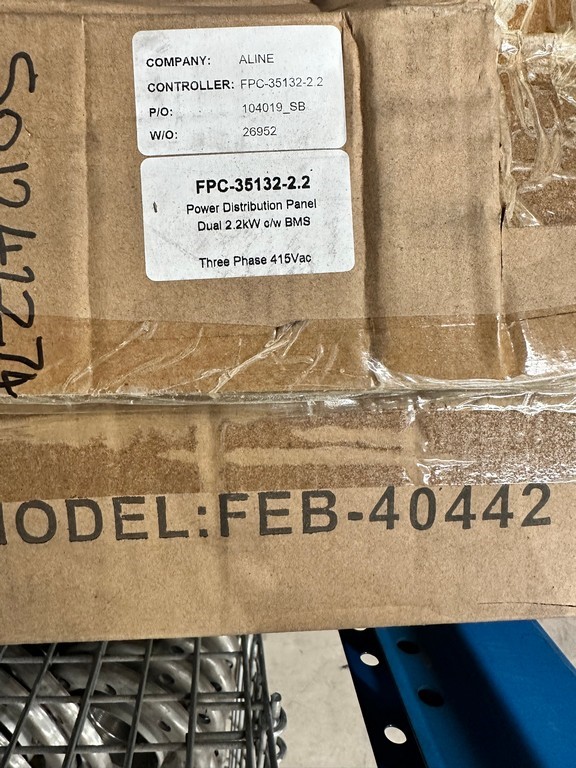 COMPANY: ALINE
CONTROLLER: FPC-35132-2.2
P/O: 104019_SB
W/O: 26952
FPC-35132-2.2
Power Distribution Panel
Dual 2.2kW c/w BMS
Three Phase 415Vac
MODEL:FEB-40442